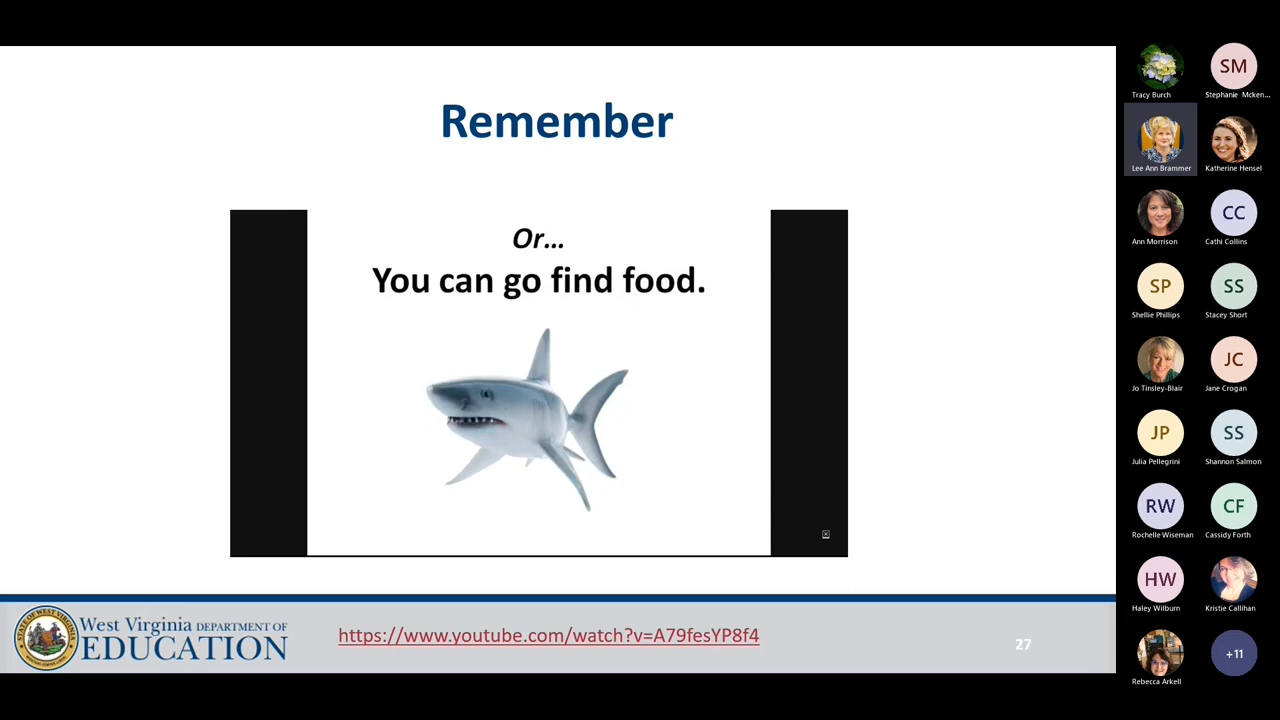 Remember
Or...
You can go find food.
West Virginia DEPARTMENT OF
EDUCATION
https://www.youtube.com/watch?v=A79fesYP8f4
27
SM
Tracy Burch
Stephanie Mcken...
Lee Ann Brammer
Katherine Hensel
CC
Ann Morrison
Cathi Collins
SP
SS
Shellie Phillips
Stacey Short
JC
Jo Tinsley-Blair
Jane Crogan
JP
SS
Julia Pellegrini
Shannon Salmon
RW
CF
Rochelle Wiseman
Cassidy Forth
HW
Haley Wilburn
Kristie Callihan
+11
Rebecca Arkell